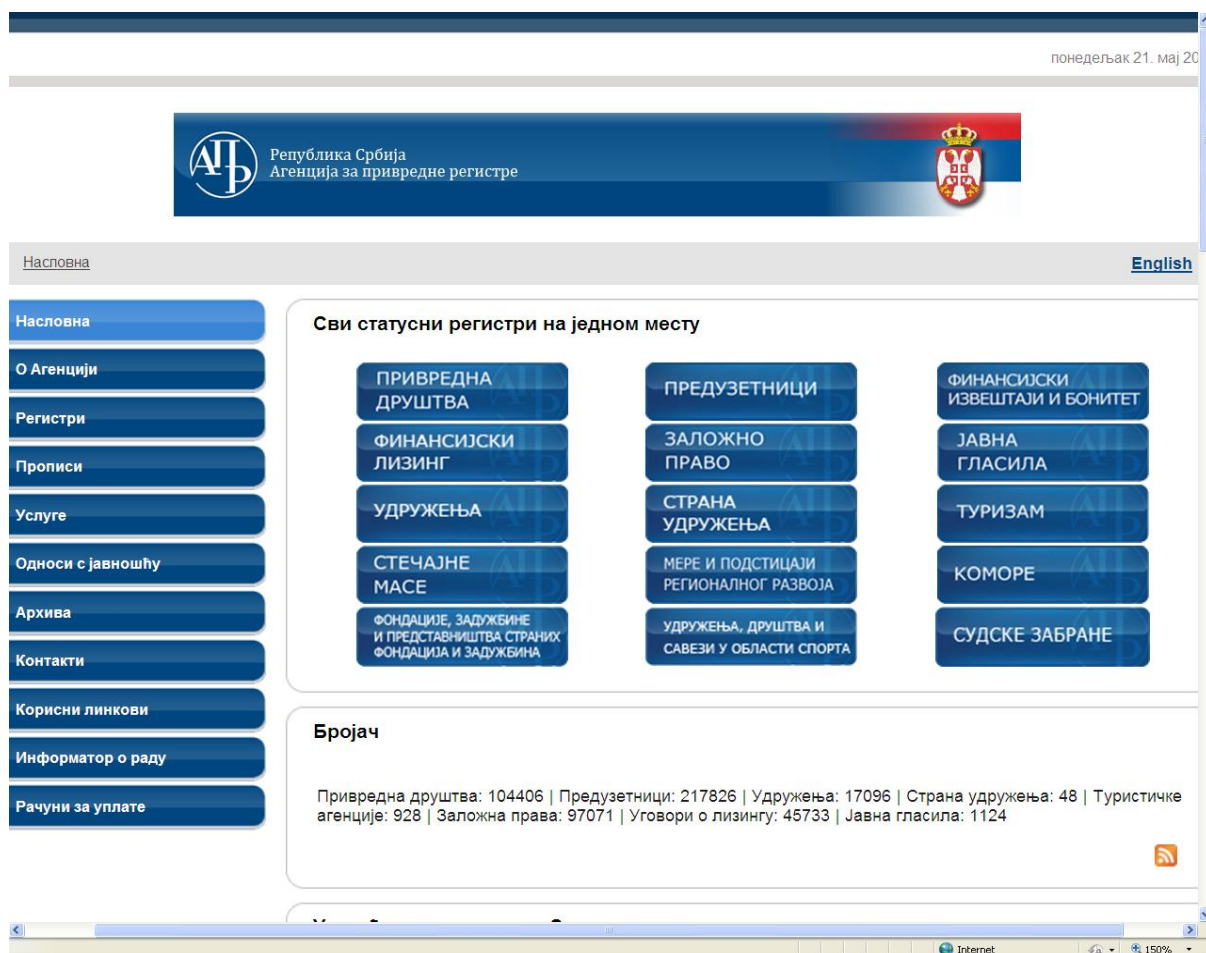 понедељак 21. мај 20
АПР
Република Србија
Агенција за привредне регистре
Насловна
English
Насловна
О Агенцији
Регистри
Прописи
Услуге
Односи с јавношћу
Архива
Контакти
Корисни линкови
Информатор о раду
Рачуни за уплате
Сви статусни регистри на једном месту
ПРИВРЕДНА
ДРУШТВА
ПРЕДУЗЕТНИЦИ
ФИНАНСИЈСКИ
ИЗВЕШТАЈИ И БОНИТЕТ
ФИНАНСИЈСКИ
ЛИЗИНГ
ЗАЛОЖНО
ПРАВО
ЈАВНА
ГЛАСИЛА
УДРУЖЕЊА
СТРАНА
УДРУЖЕЊА
ТУРИЗАМ
СТЕЧАЈНЕ
МАСЕ
МЕРЕ И ПОДСТИЦАЈИ
РЕГИОНАЛНОГ РАЗВОЈА
КОМОРЕ
ФОНДАЦИЈЕ, ЗАДУЖБИНЕ
И ПРЕДСТАВНИШТВА СТРАНИХ
ФОНДАЦИЈА И ЗАДУЖБИНА
УДРУЖЕЊА, ДРУШТВА И
САВЕЗИ У ОБЛАСТИ СПОРТА
СУДСКЕ ЗАБРАНЕ
Бројач
Привредна друштва: 104406 | Предузетници: 217826 | Удружења: 17096 | Страна удружења: 48 | Туристичке
агенције: 928 | Заложна права: 97071 | Уговори о лизингу: 45733 | Јавна гласила: 1124
Internet
150%